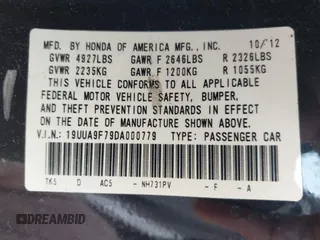 MFD. BY HONDA OF AMERICA MFG., INC. 10/12
GVWR 4927LBS GAWR F 2646LBS R 2326LBS
GVWR 2235KG GAWR F 1200KG R 1055KG
THIS VEHICLE CONFORMS TO ALL APPLICABLE
FEDERAL MOTOR VEHICLE SAFETY, BUMPER,
AND THEFT PREVENTION STANDARDS IN EFFECT
ON THE DATE OF MANUFACTURE SHOWN ABOVE.
V.I.N.: 19UUA9F79DA000779 TYPE: PASSENGER CAR
TK5 D AC5 - NH731PV - F - A
© DREAMBID
DREAMBID.COM